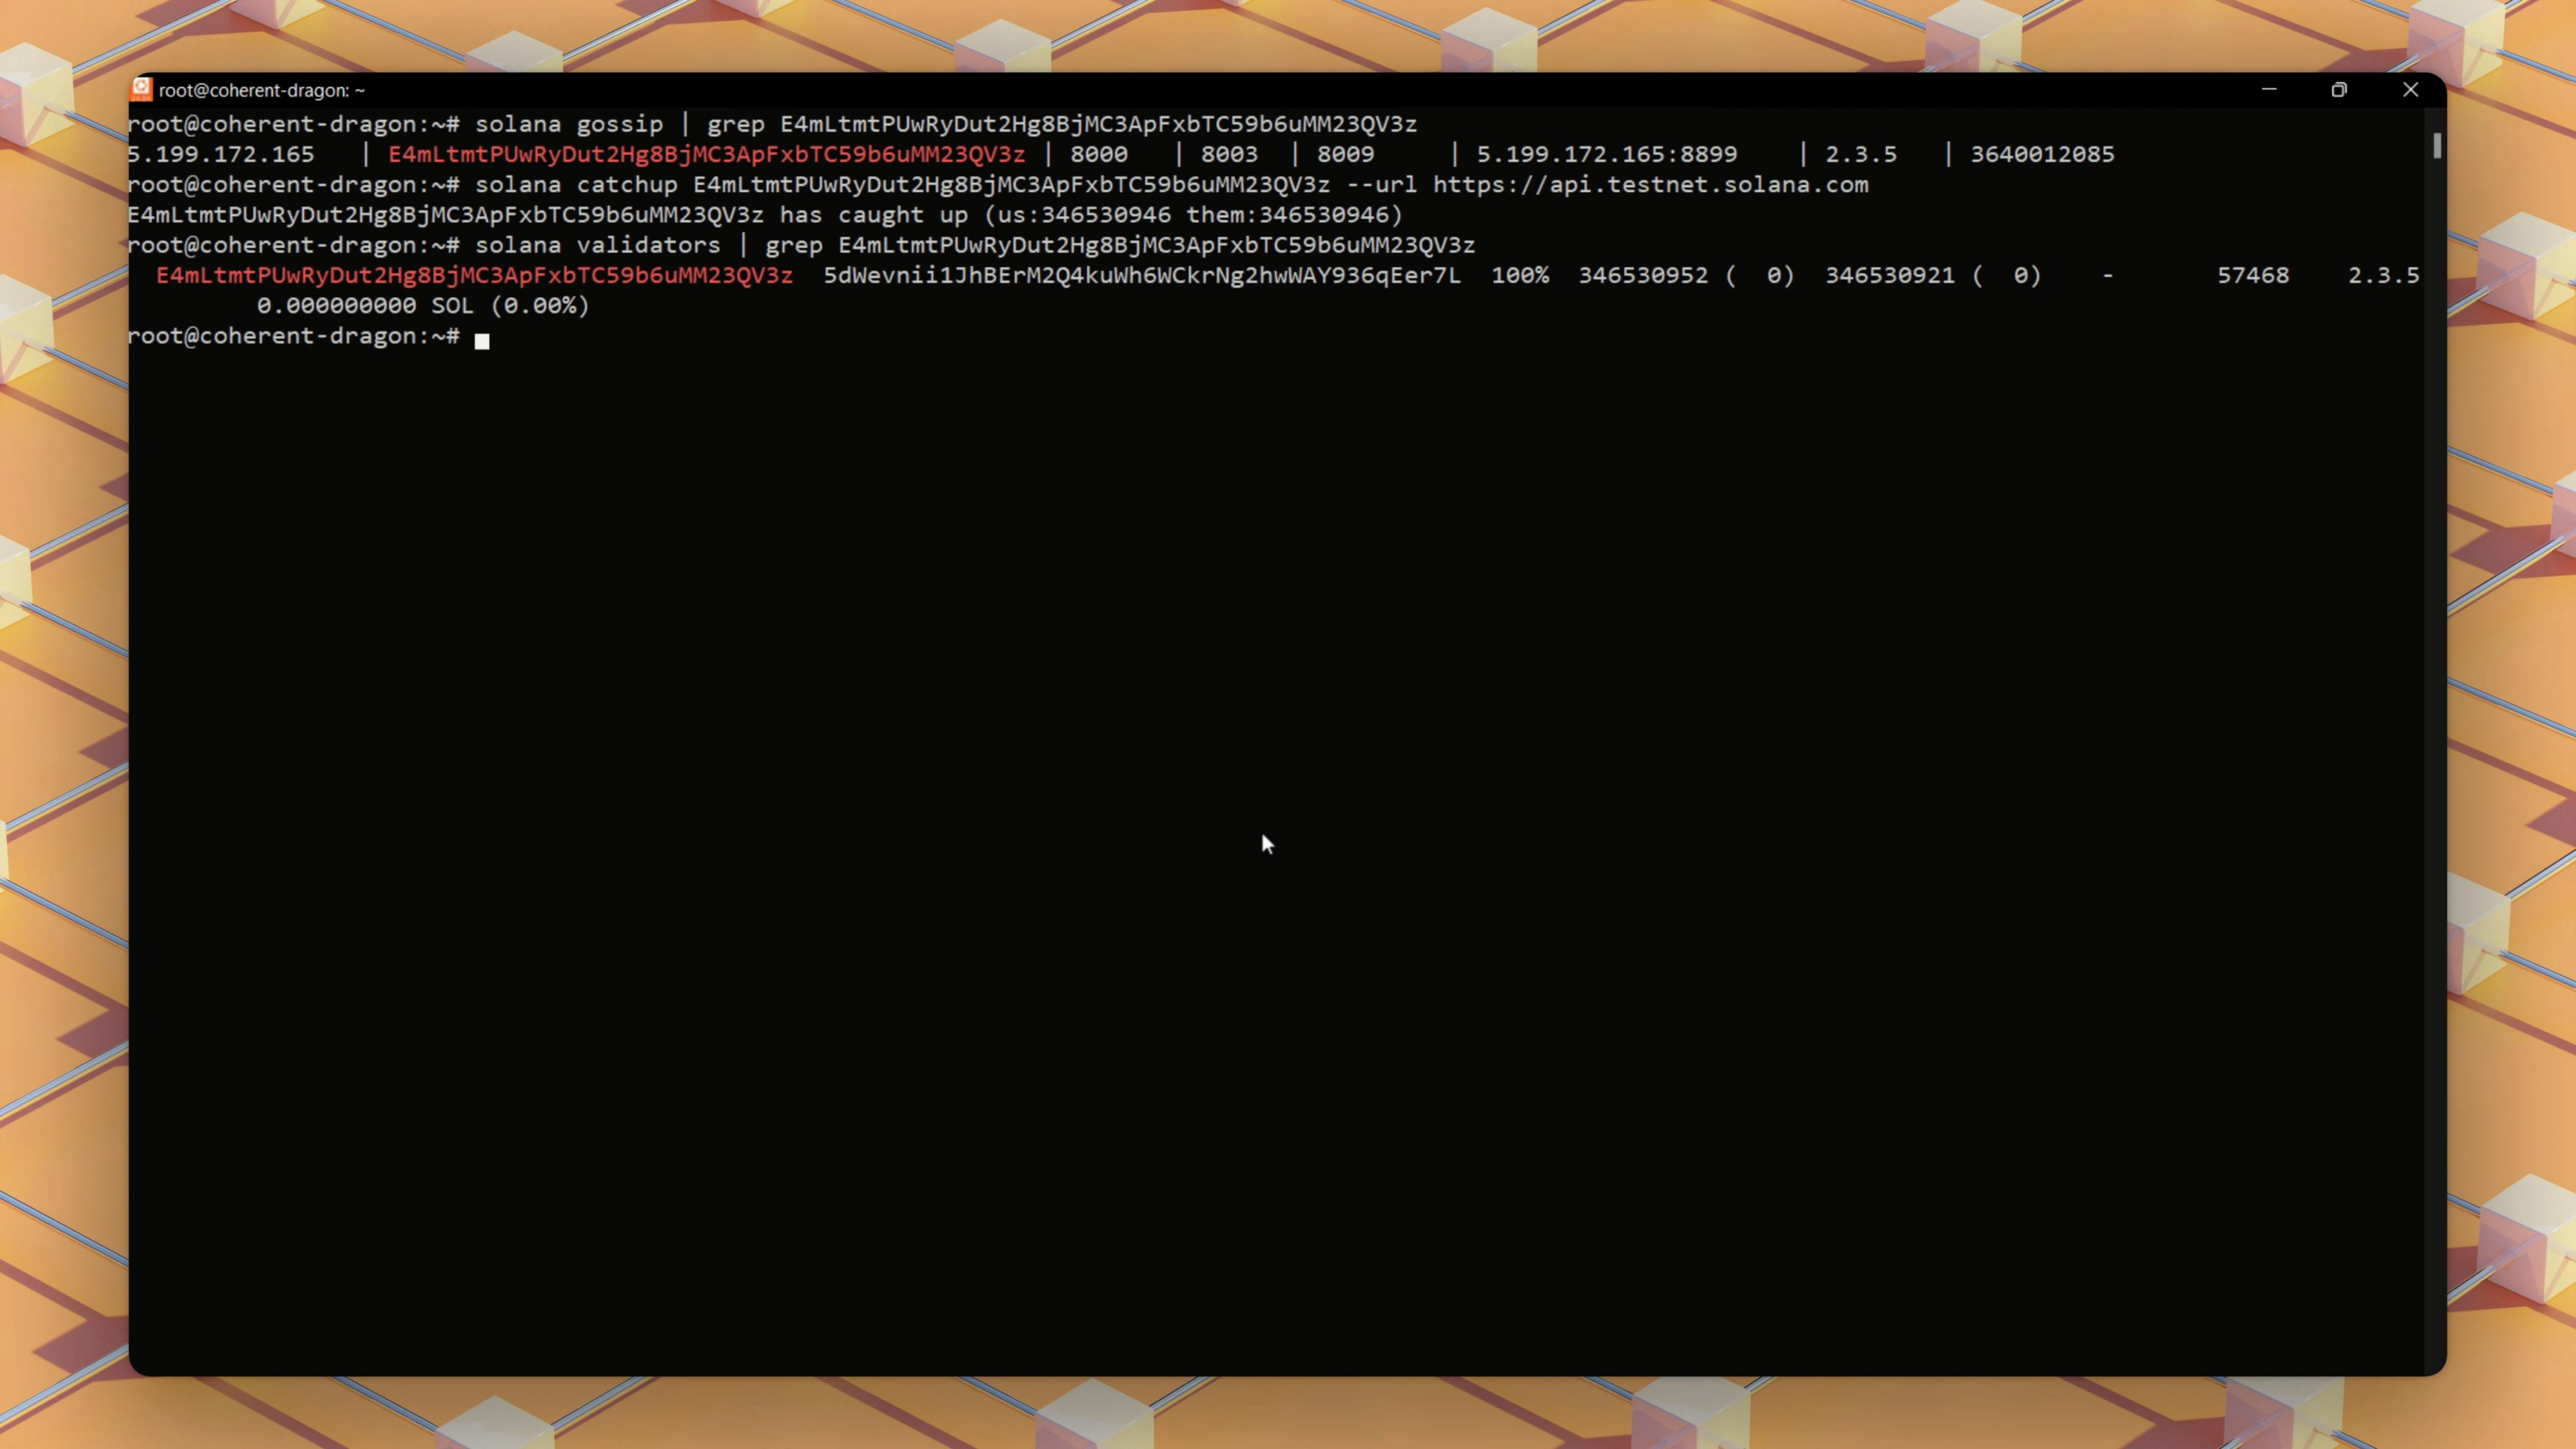 root@coherent-dragon: ~
root@coherent-dragon:~# solana gossip | grep E4mLtmtPUwRyDut2Hg8BjMC3ApFxbTC59b6uMM23QV3z
5.199.172.165   | E4mLtmtPUwRyDut2Hg8BjMC3ApFxbTC59b6uMM23QV3z | 8000   | 8003  | 8009     | 5.199.172.165:8899    | 2.3.5   | 3640012085
root@coherent-dragon:~# solana catchup E4mLtmtPUwRyDut2Hg8BjMC3ApFxbTC59b6uMM23QV3z --url https://api.testnet.solana.com
E4mLtmtPUwRyDut2Hg8BjMC3ApFxbTC59b6uMM23QV3z has caught up (us:346530946 them:346530946)
root@coherent-dragon:~# solana validators | grep E4mLtmtPUwRyDut2Hg8BjMC3ApFxbTC59b6uMM23QV3z
  E4mLtmtPUwRyDut2Hg8BjMC3ApFxbTC59b6uMM23QV3z  5dWevnii1JhBErM2Q4kuWh6WCkrNg2hwWAY936qEer7L  100%  346530952 (  0)  346530921 (  0)    -       57468    2.3.5
         0.000000000 SOL (0.00%)
root@coherent-dragon:~#